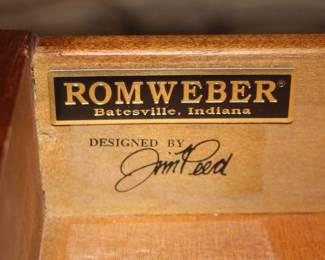 ROMWEBER®
Batesville, Indiana
DESIGNED BY
Jim Peed